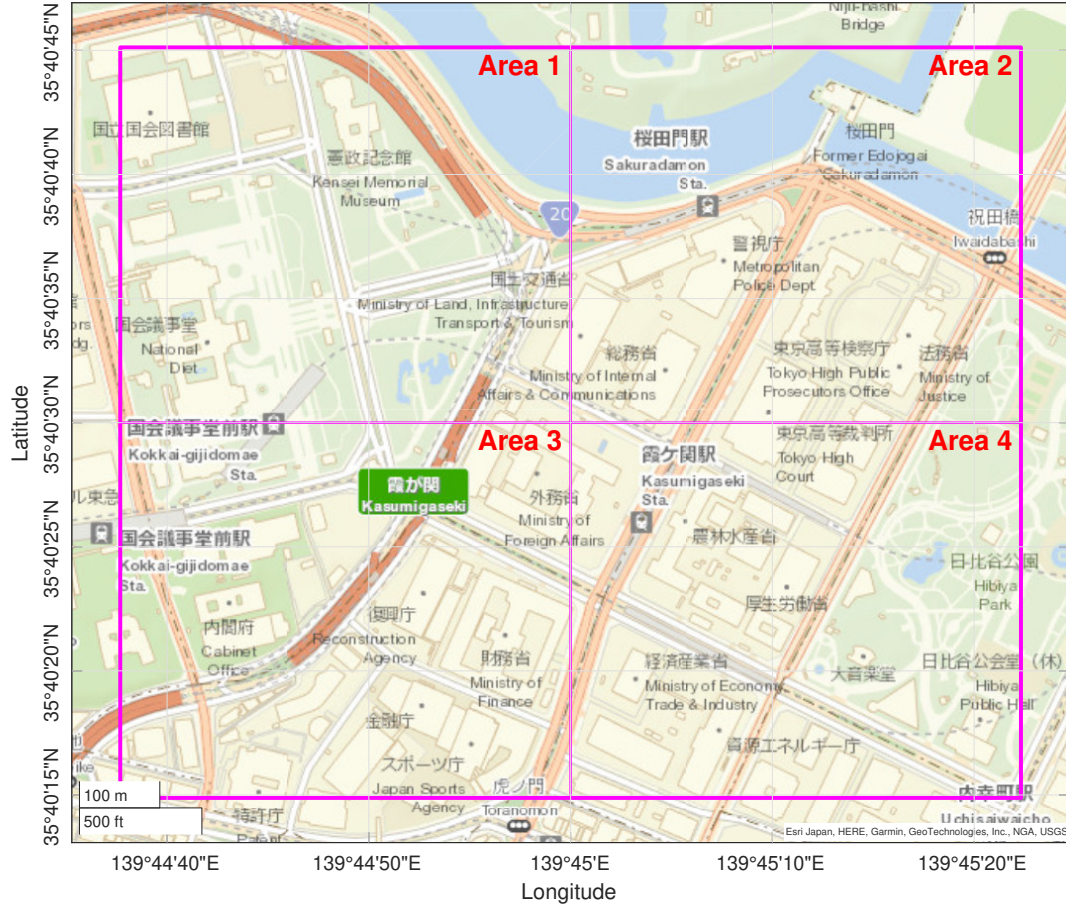 Niju-bashi
Bridge
35°40'45"N
35°40'40"N
35°40'35"N
35°40'30"N
35°40'25"N
35°40'20"N
35°40'15"N
Latitude
Area 1
Area 2
国立国会図書館
憲政記念館
Kensei Memorial
Museum
桜田門駅
Sakuradamon
Sta.
桜田門
Former Edojogai
Sakuradamon
20
祝田橋
Iwaidabashi
警視庁
Metropolitan
Police Dept.
国土交通省
Ministry of Land, Infrastructure
Transport & Tourism
ors
dg.
国会議事堂
National
Diet
総務省
Ministry of Internal
Affairs & Communications
東京高等検察庁
Tokyo High Public
Prosecutors Office
法務省
Ministry of
Justice
国会議事堂前駅
Kokkai-gijidomae
Sta.
Area 3
Area 4
東京高等裁判所
Tokyo High
Court
霞ケ関駅
Kasumigaseki
Sta.
霞が関
Kasumigaseki
ル東急
外務省
Ministry of
Foreign Affairs
国会議事堂前駅
Kokkai-gijidomae
Sta.
農林水産省
日比谷公園
Hibiya
Park
厚生労働省
復興庁
Reconstruction
Agency
内閣府
Cabinet
Office
財務省
Ministry of
Finance
経済産業省
Ministry of Economy
Trade & Industry
大音楽堂
日比谷公会堂（休）
Hibiya
Public Hall
金融庁
資源エネルギー庁
スポーツ庁
Japan Sports
Agency
虎ノ門
Toranomon
内幸町駅
Uchisaiwaicho
ike
特許庁
Patent
100 m
500 ft
Esri Japan, HERE, Garmin, GeoTechnologies, Inc., NGA, USGS
139°44'40"E
139°44'50"E
139°45'E
139°45'10"E
139°45'20"E
Longitude